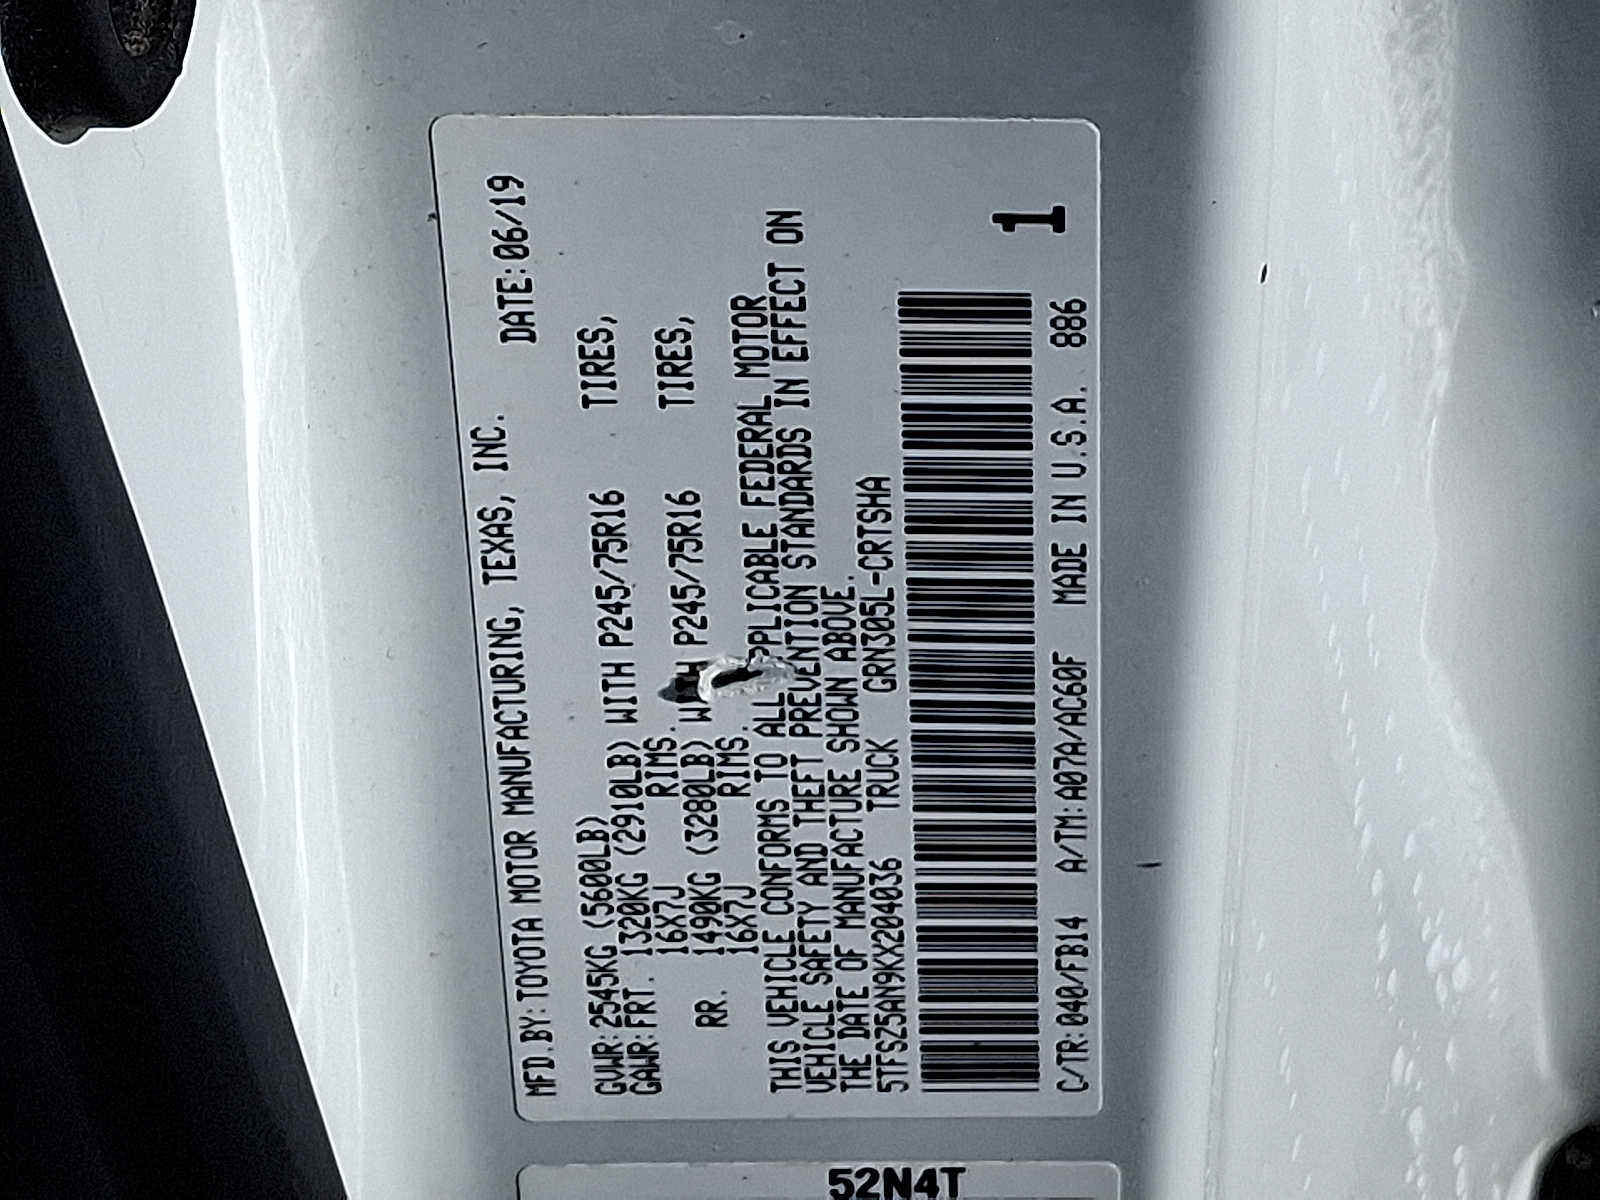 MFD.BY:TOYOTA MOTOR MANUFACTURING, TEXAS, INC. DATE:06/19
GVWR:2545KG (5600LB)
GAWR:FRT. 1320KG (2910LB) WITH P245/75R16 TIRES,
16X7J RIMS.
RR. 1490KG (3280LB) WITH P245/75R16 TIRES,
16X7J RIMS.
THIS VEHICLE CONFORMS TO ALL PPLICABLE FEDERAL MOTOR
VEHICLE SAFETY AND THEFT PREVENTION STANDARDS IN EFFECT ON
THE DATE OF MANUFACTURE SHOWN ABOVE.
5TFSZ5AN9KX204036 TRUCK GRN305L-CRTSHA
1
C/TR:040/FB14 A/TM:A07A/AC60F MADE IN U.S.A. 886
52N4T